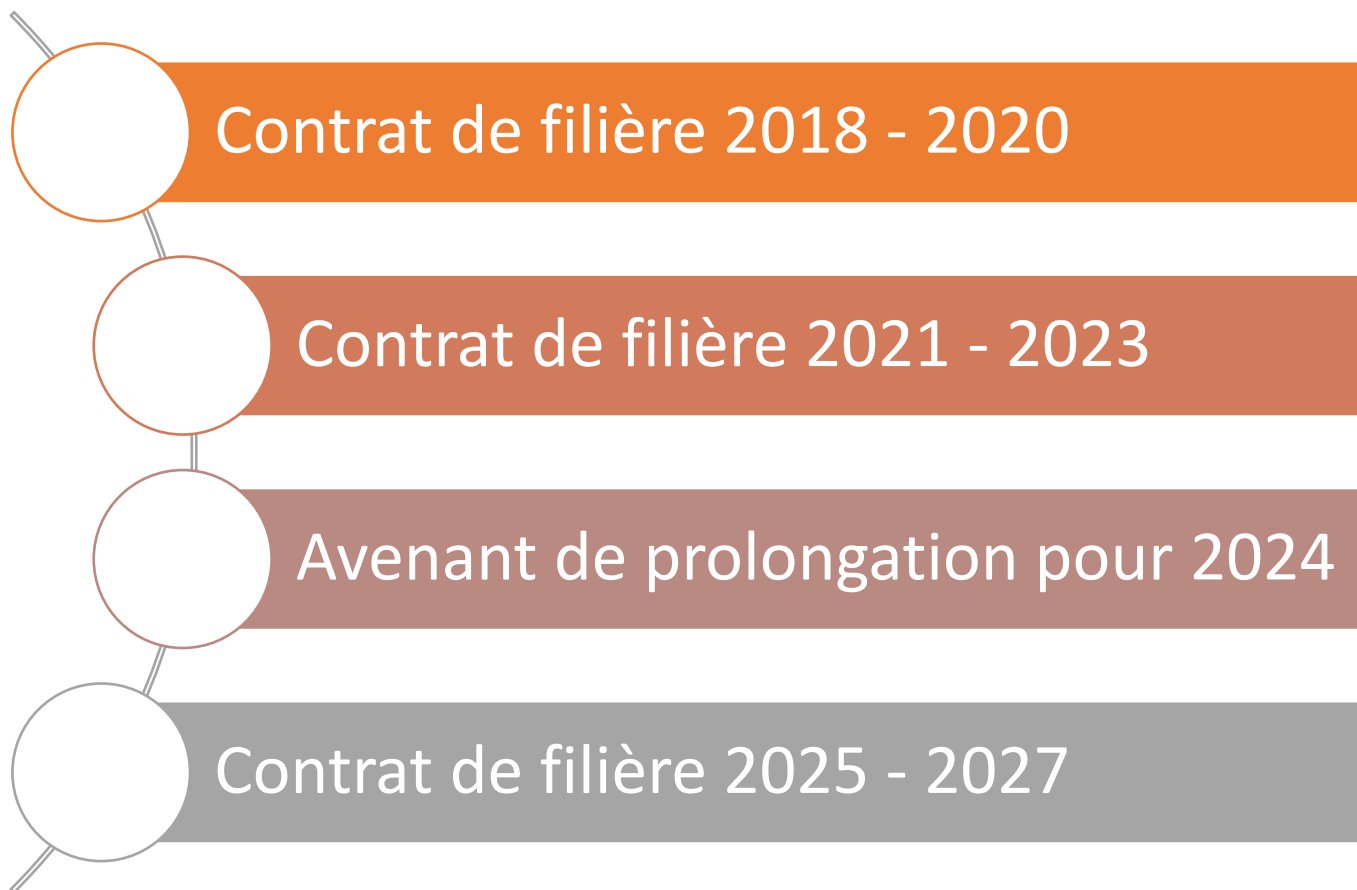 Contrat de filière 2018 - 2020
Contrat de filière 2021 - 2023
Avenant de prolongation pour 2024
Contrat de filière 2025 - 2027